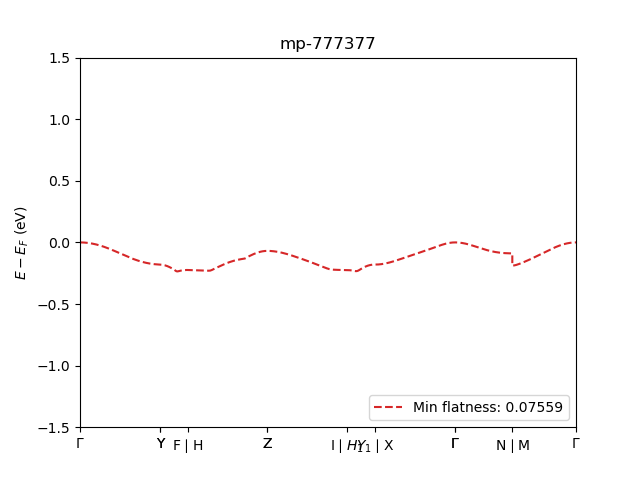 mp-777377
E − E_F (eV)
1.5
1.0
0.5
0.0
−0.5
−1.0
−1.5
Min flatness: 0.07559
Γ Y F | H Z I | H Y₁ | X Γ N | M Γ